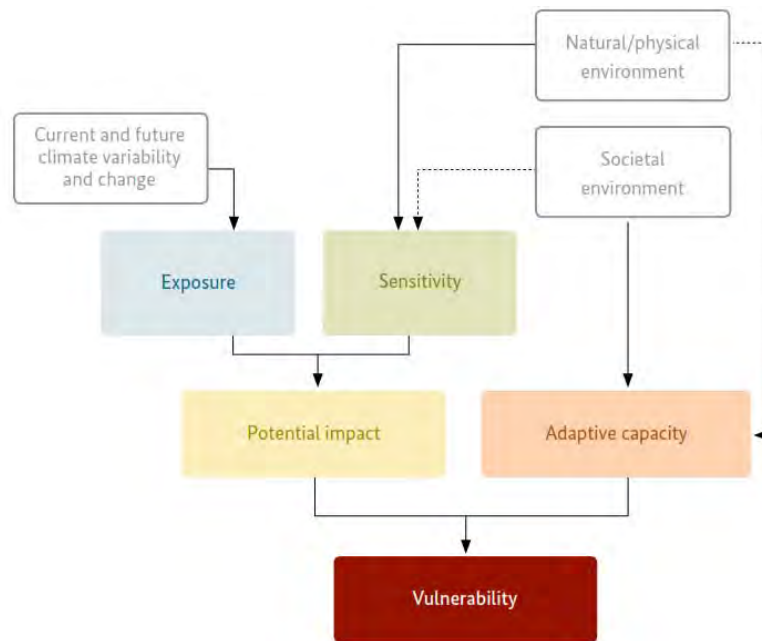 Natural/physical
environment
Current and future
climate variability
and change
Societal
environment
Exposure
Sensitivity
Potential impact
Adaptive capacity
Vulnerability